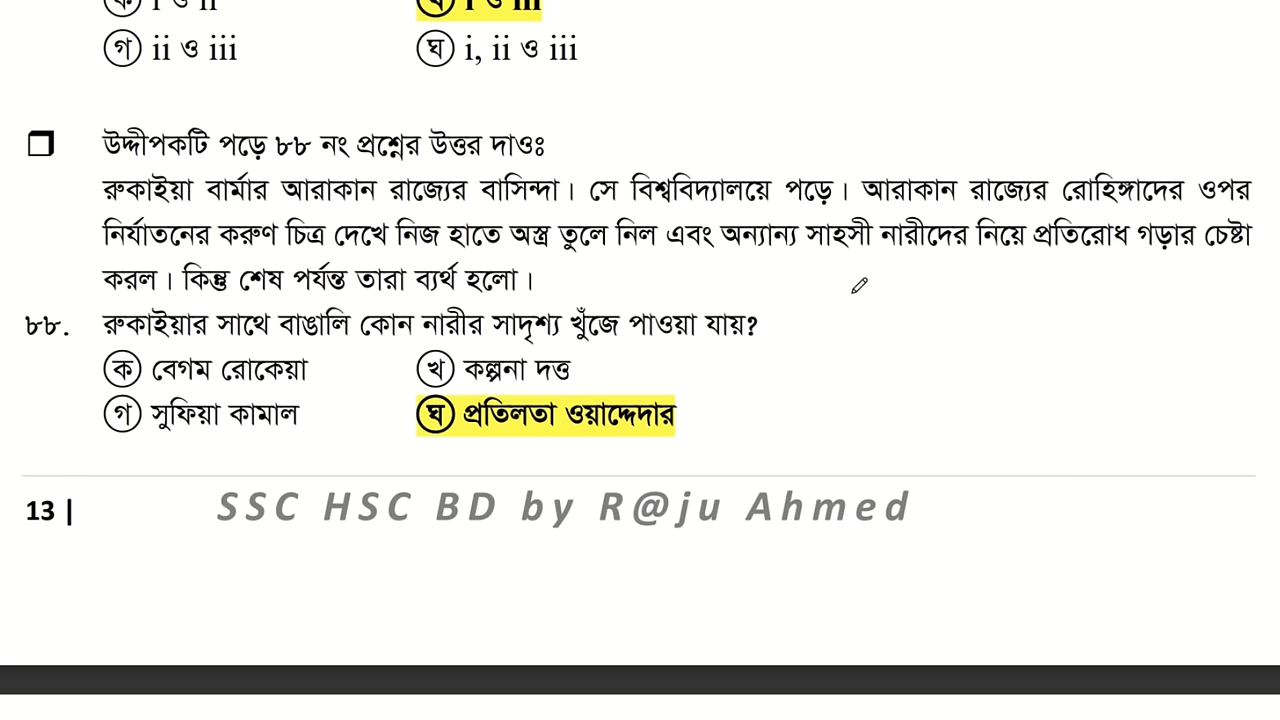 ক i ও ii খ i ও iii
গ ii ও iii ঘ i, ii ও iii
উদ্দীপকটি পড়ে ৮৮ নং প্রশ্নের উত্তর দাওঃ
রুকাইয়া বার্মার আরাকান রাজ্যের বাসিন্দা। সে বিশ্ববিদ্যালয়ে পড়ে। আরাকান রাজ্যের রোহিঙ্গাদের ওপর
নির্যাতনের করুণ চিত্র দেখে নিজ হাতে অস্ত্র তুলে নিল এবং অন্যান্য সাহসী নারীদের নিয়ে প্রতিরোধ গড়ার চেষ্টা
করল। কিন্তু শেষ পর্যন্ত তারা ব্যর্থ হলো।
৮৮. রুকাইয়ার সাথে বাঙালি কোন নারীর সাদৃশ্য খুঁজে পাওয়া যায়?
ক বেগম রোকেয়া খ কল্পনা দত্ত
গ সুফিয়া কামাল ঘ প্রতিলতা ওয়াদ্দেদার
13 | SSC HSC BD by R@ju Ahmed